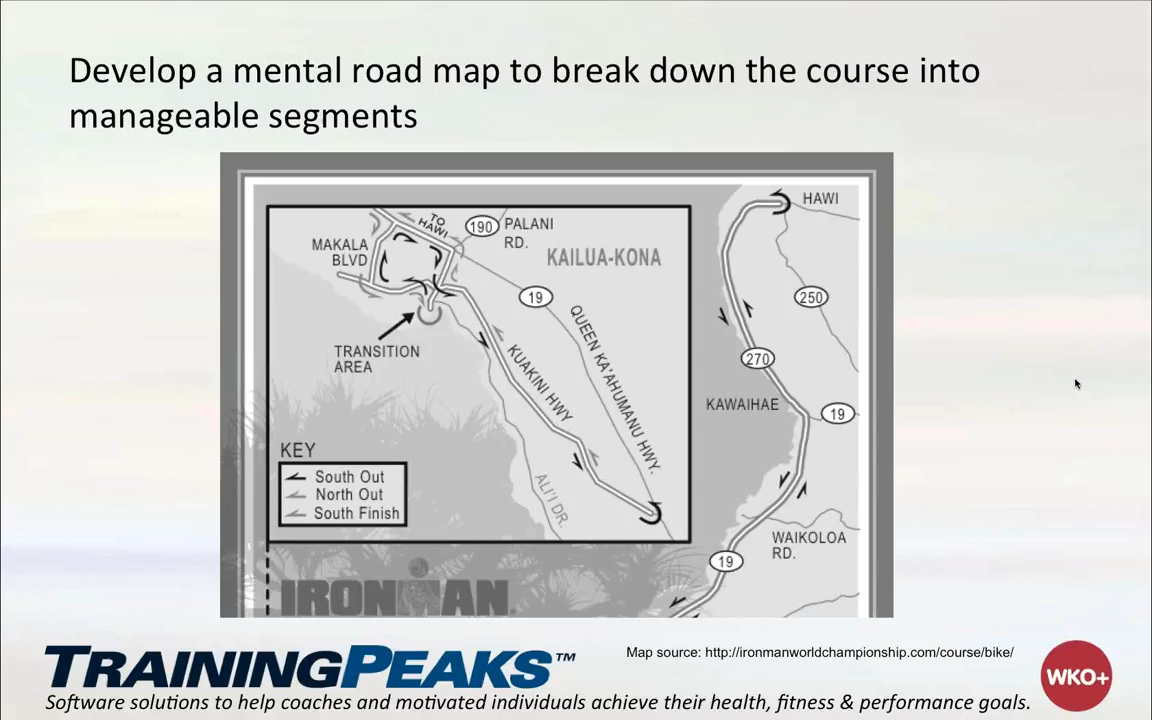 Develop a mental road map to break down the course into
manageable segments
HAWI
TO
HAWI
190
PALANI
RD.
MAKALA
BLVD
KAILUA-KONA
19
250
TRANSITION
AREA
KUAKINI HWY
QUEEN KA'AHUMANU HWY.
270
KAWAIHAE
19
KEY
South Out
North Out
South Finish
ALI'I DR.
WAIKOLOA
RD.
19
IRONMAN
TRAININGPEAKS™
Map source: http://ironmanworldchampionship.com/course/bike/
WKO+
Software solutions to help coaches and motivated individuals achieve their health, fitness & performance goals.